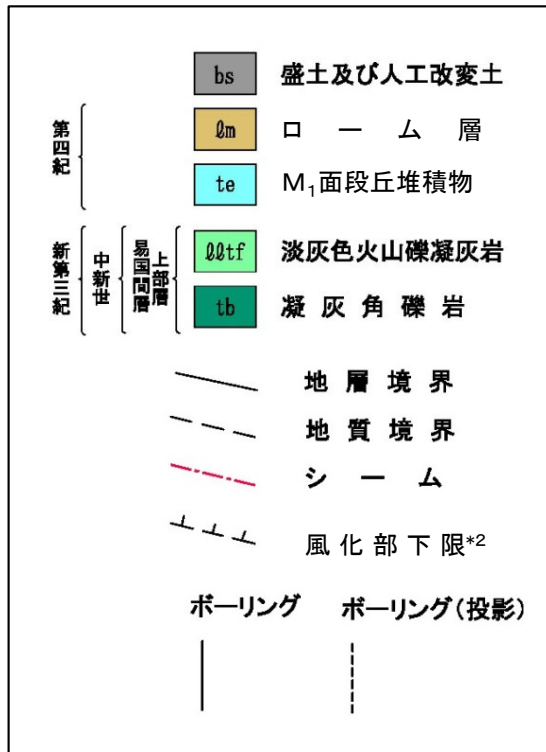 bs 盛土及び人工改変土
第四紀
ℓm ローム層
te M₁面段丘堆積物
新第三紀 中新世 易国間層 上部層
ℓℓtf 淡灰色火山礫凝灰岩
tb 凝灰角礫岩
地層境界
地質境界
シーム
風化部下限*2
ボーリング ボーリング(投影)